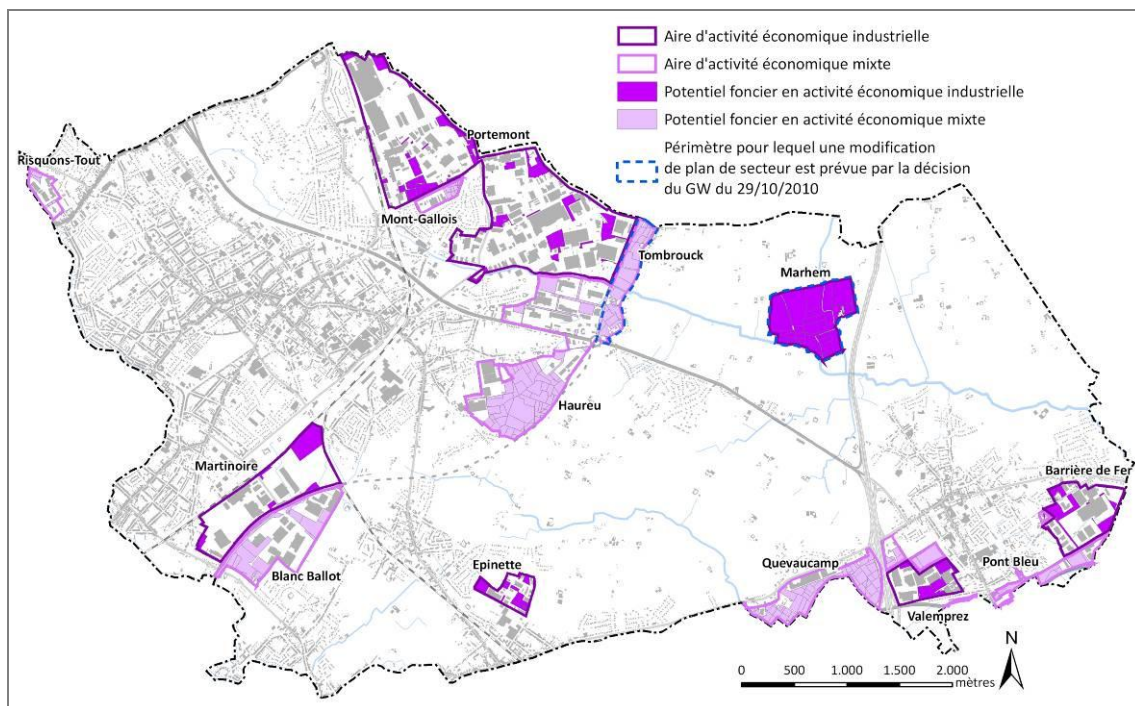 Aire d'activité économique industrielle
Aire d'activité économique mixte
Potentiel foncier en activité économique industrielle
Potentiel foncier en activité économique mixte
Périmètre pour lequel une modification
de plan de secteur est prévue par la décision
du GW du 29/10/2010
Portemont
Risquons-Tout
Mont-Gallois
Tombrouck
Marhem
Haureu
Martinoire
Barrière de Fer
Blanc Ballot
Epinette
Quevaucamp
Pont Bleu
Valemprez
N
0 500 1.000 1.500 2.000
mètres